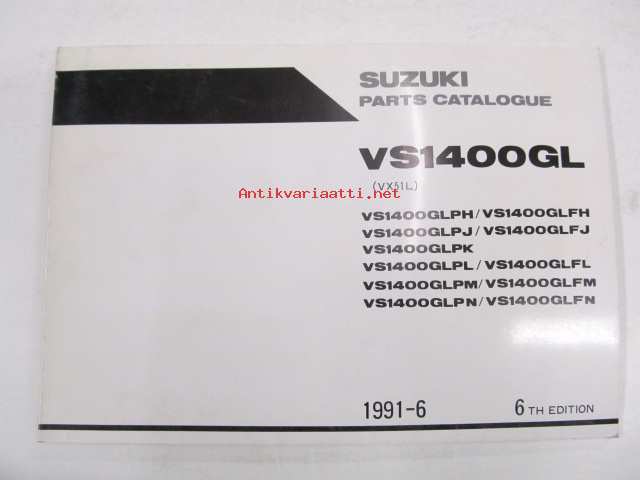 SUZUKI
PARTS CATALOGUE
VS1400GL
(VX51L)
Antikvariaatti.net
VS1400GLPH/VS1400GLFH
VS1400GLPJ/VS1400GLFJ
VS1400GLPK
VS1400GLPL/VS1400GLFL
VS1400GLPM/VS1400GLFM
VS1400GLPN/VS1400GLFN
1991-6 6TH EDITION